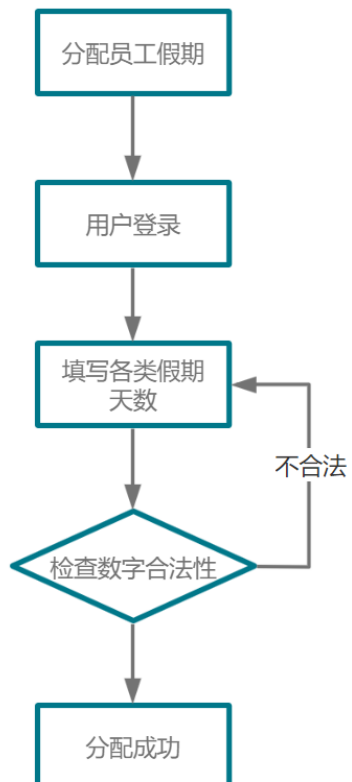 分配员工假期
用户登录
填写各类假期
天数
不合法
检查数字合法性
分配成功